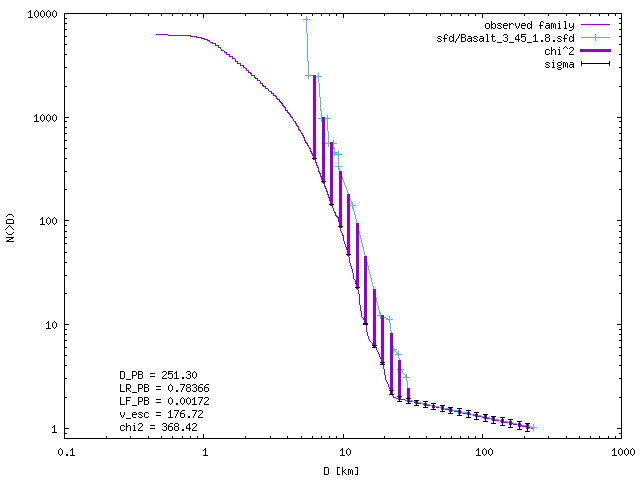 10000
1000
100
10
1
N(>D)
observed family
sfd/Basalt_3_45_1.8.sfd
chi^2
sigma
D_PB = 251.30
LR_PB = 0.78366
LF_PB = 0.00172
v_esc = 176.72
chi2 = 368.42
0.1 1 10 100 1000
D [km]